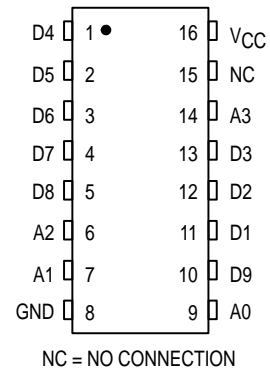 D4 1 16 VCC
D5 2 15 NC
D6 3 14 A3
D7 4 13 D3
D8 5 12 D2
A2 6 11 D1
A1 7 10 D9
GND 8 9 A0
NC = NO CONNECTION